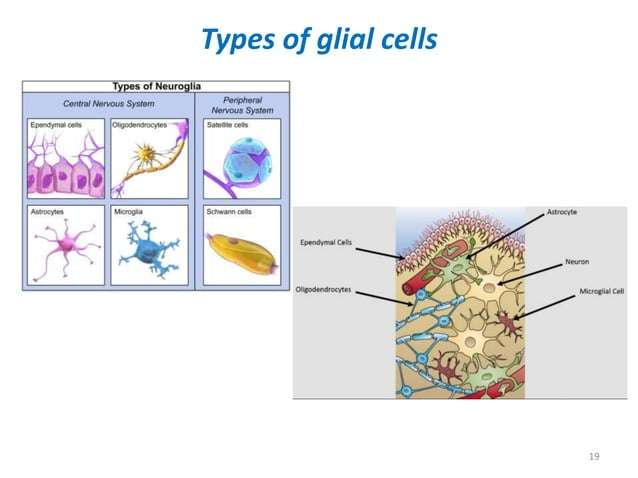 Types of glial cells
Types of Neuroglia
Central Nervous System
Peripheral
Nervous System
Ependymal cells
Oligodendrocytes
Satellite cells
Astrocytes
Microglia
Schwann cells
Astrocyte
Ependymal Cells
Neuron
Oligodendrocytes
Microglial Cell
19